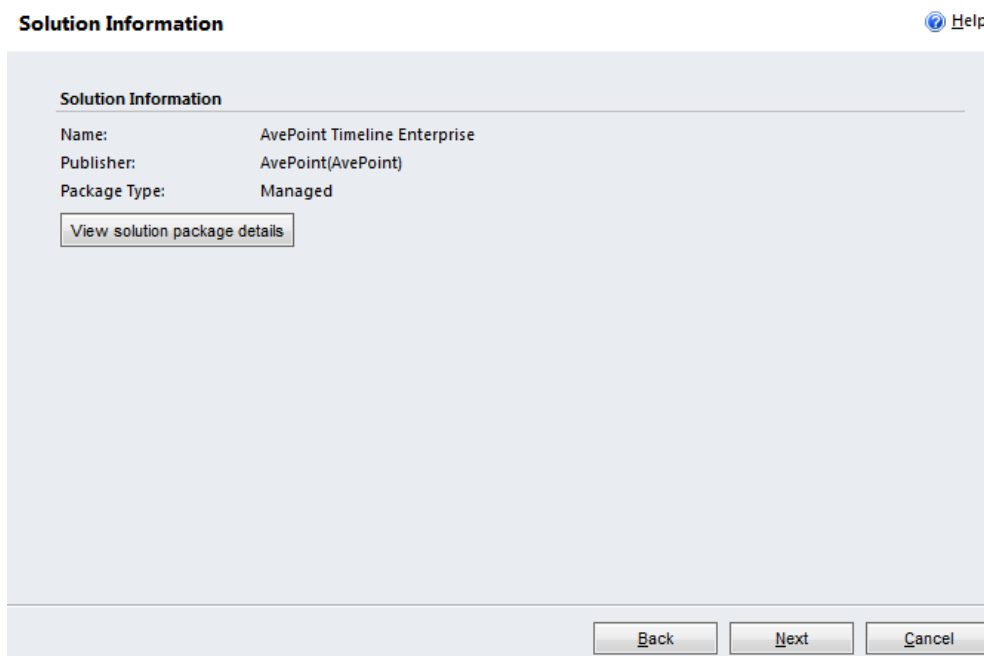 Solution Information
Help
Solution Information
Name: AvePoint Timeline Enterprise
Publisher: AvePoint(AvePoint)
Package Type: Managed
View solution package details
Back Next Cancel